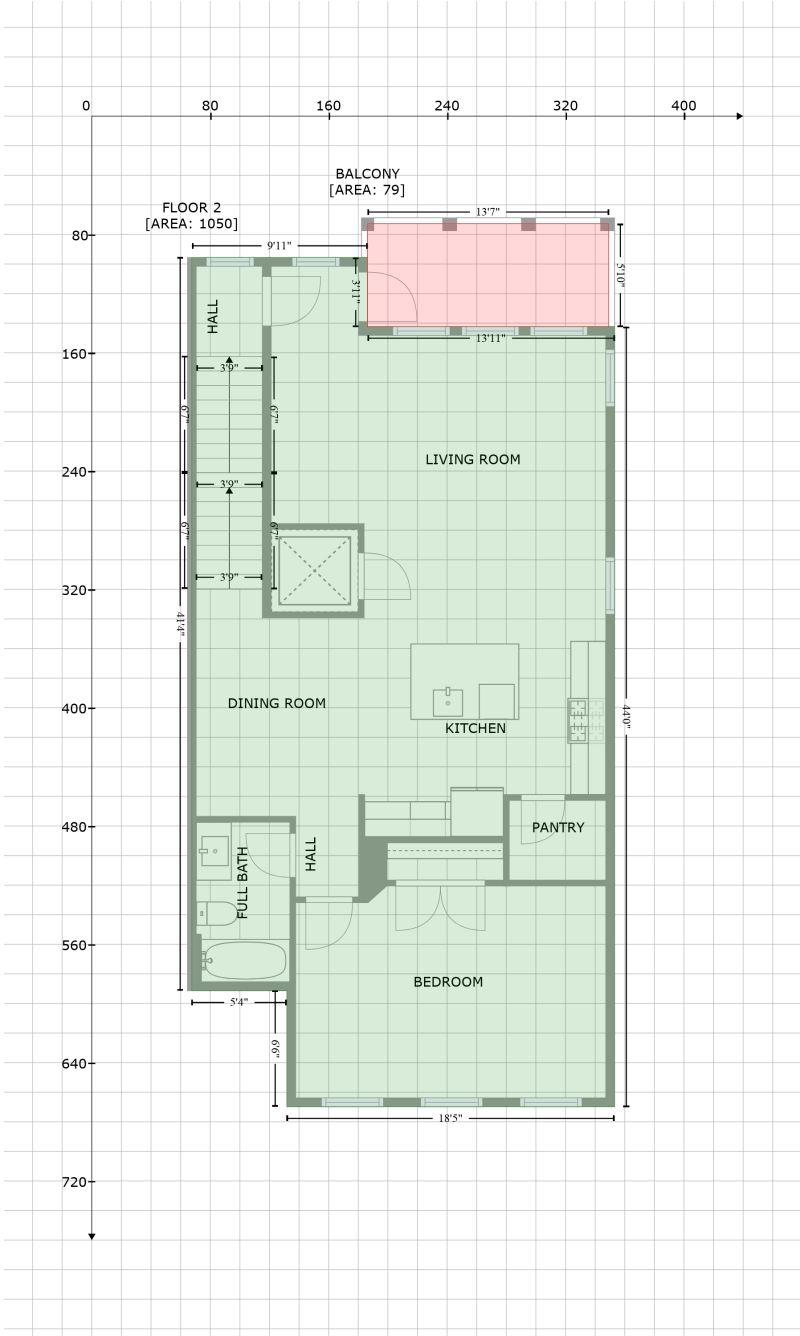 0
80
160
240
320
400
BALCONY
[AREA: 79]
FLOOR 2
[AREA: 1050]
13'7"
80
9'11"
3'11"
5'10"
HALL
13'11"
160
3'9"
6'7"
6'7"
LIVING ROOM
240
3'9"
6'7"
6'7"
3'9"
320
41'4"
DINING ROOM
400
44'0"
KITCHEN
480
PANTRY
HALL
FULL BATH
560
BEDROOM
5'4"
6'6"
640
18'5"
720